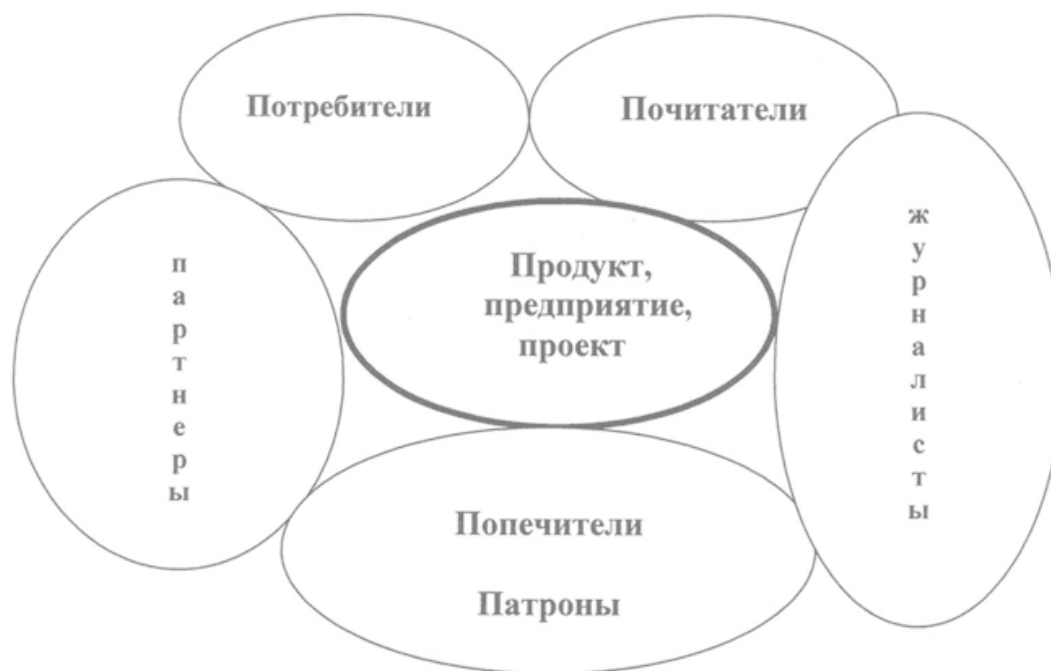 Потребители
Почитатели
партнеры
Продукт,
предприятие,
проект
журналисты
Попечители
Патроны